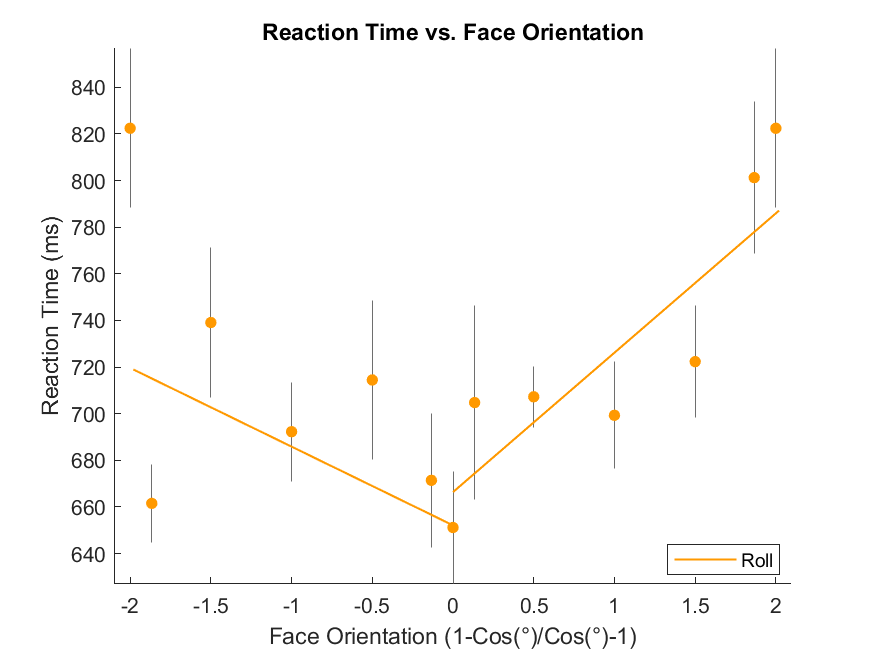 Reaction Time vs. Face Orientation
840
820
800
780
760
740
720
700
680
660
640
Reaction Time (ms)
-2 -1.5 -1 -0.5 0 0.5 1 1.5 2
Face Orientation (1-Cos(°)/Cos(°)-1)
Roll